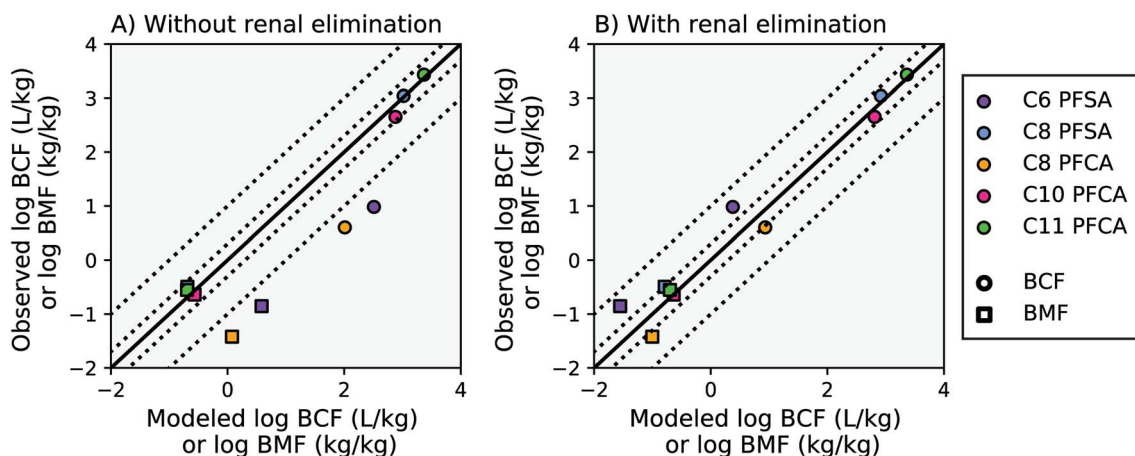 A) Without renal elimination
4
3
2
1
0
−1
−2
−2
0
2
4
Observed log BCF (L/kg)
or log BMF (kg/kg)
Modeled log BCF (L/kg)
or log BMF (kg/kg)
B) With renal elimination
4
3
2
1
0
−1
−2
−2
0
2
4
Observed log BCF (L/kg)
or log BMF (kg/kg)
Modeled log BCF (L/kg)
or log BMF (kg/kg)
C6 PFSA
C8 PFSA
C8 PFCA
C10 PFCA
C11 PFCA
BCF
BMF